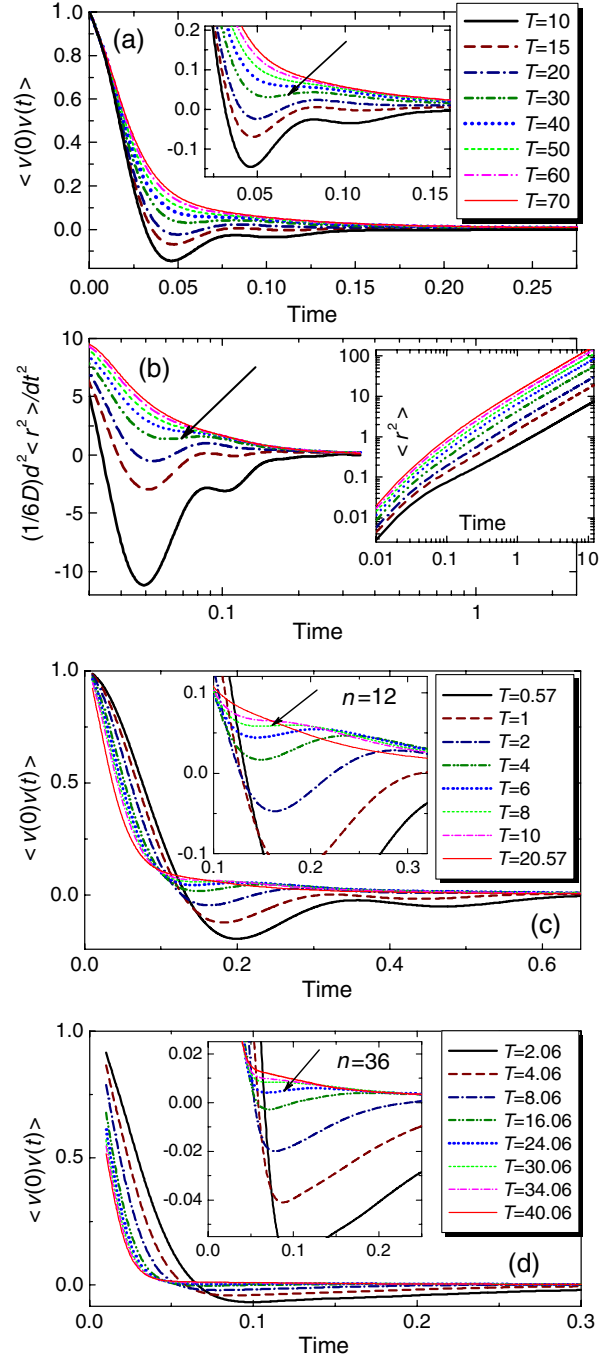 (a)
< v(0)v(t) >
1.0
0.8
0.6
0.4
0.2
0.0
0.00 0.05 0.10 0.15 0.20 0.25
Time
0.2
0.1
0.0
-0.1
0.05 0.10 0.15
T=10
T=15
T=20
T=30
T=40
T=50
T=60
T=70
(b)
(1/6D)d²< r² >/dt²
10
5
0
-5
-10
0.1 1
Time
< r² >
100
10
1
0.1
0.01
0.01 0.1 1 10
Time
(c)
< v(0)v(t) >
1.0
0.5
0.0
0.0 0.2 0.4 0.6
Time
n=12
0.1
0.0
-0.1
0.1 0.2 0.3
T=0.57
T=1
T=2
T=4
T=6
T=8
T=10
T=20.57
(d)
< v(0)v(t) >
1.0
0.5
0.0
0.0 0.1 0.2 0.3
Time
n=36
0.02
0.00
-0.02
-0.04
0.0 0.1 0.2
T=2.06
T=4.06
T=8.06
T=16.06
T=24.06
T=30.06
T=34.06
T=40.06